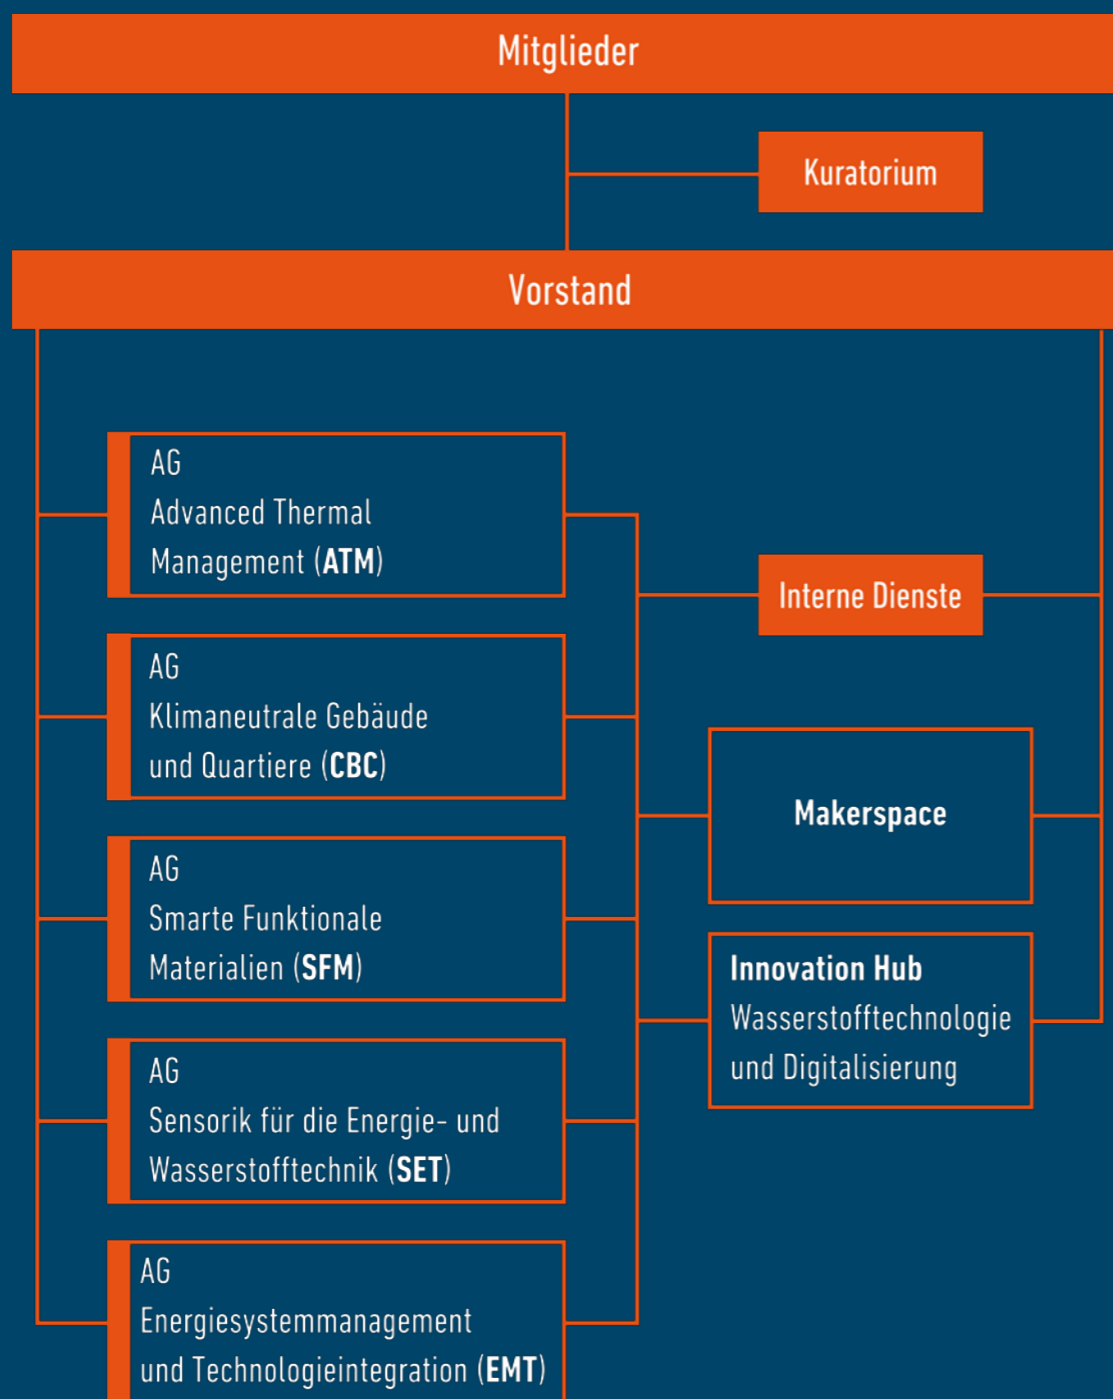 Mitglieder
Kuratorium
Vorstand
AG
Advanced Thermal
Management (ATM)
AG
Klimaneutrale Gebäude
und Quartiere (CBC)
AG
Smarte Funktionale
Materialien (SFM)
AG
Sensorik für die Energie- und
Wasserstofftechnik (SET)
AG
Energiesystemmanagement
und Technologieintegration (EMT)
Interne Dienste
Makerspace
Innovation Hub
Wasserstofftechnologie
und Digitalisierung